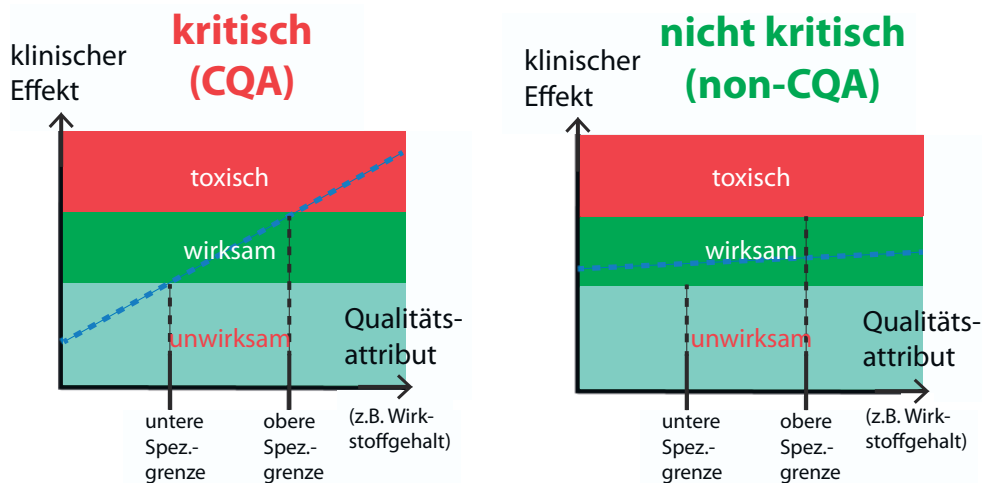 kritisch
(CQA)
klinischer
Effekt
toxisch
wirksam
unwirksam
Qualitäts-
attribut
untere
Spez.-
grenze
obere
Spez.-
grenze
(z.B. Wirk-
stoffgehalt)
nicht kritisch
(non-CQA)
klinischer
Effekt
toxisch
wirksam
unwirksam
Qualitäts-
attribut
untere
Spez.-
grenze
obere
Spez.-
grenze
(z.B. Wirk-
stoffgehalt)